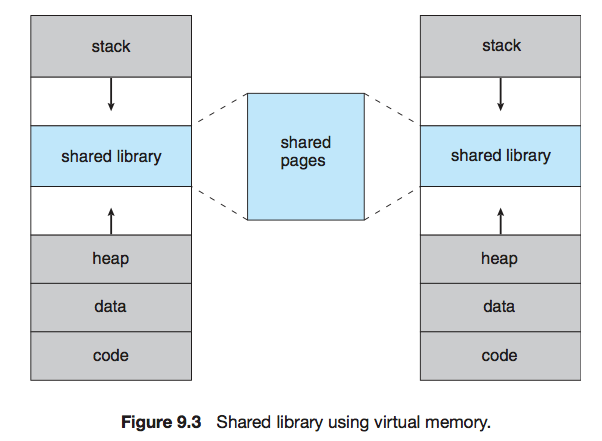 stack
shared library
heap
data
code
shared
pages
stack
shared library
heap
data
code
Figure 9.3 Shared library using virtual memory.